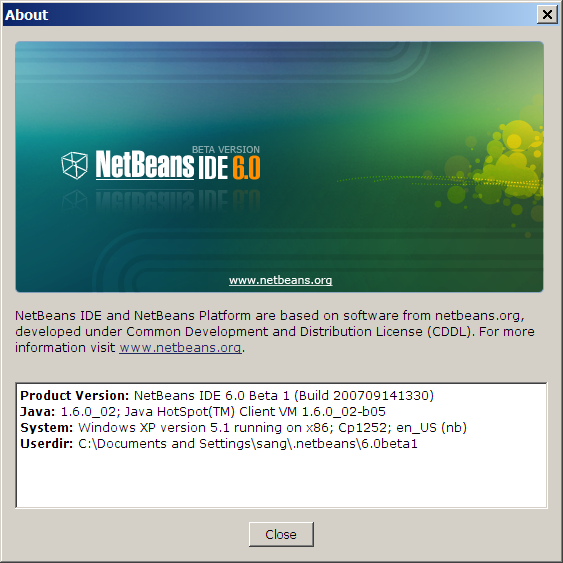 About
BETA VERSION
NetBeans IDE 6.0
www.netbeans.org
NetBeans IDE and NetBeans Platform are based on software from netbeans.org,
developed under Common Development and Distribution License (CDDL). For more
information visit www.netbeans.org.
Product Version: NetBeans IDE 6.0 Beta 1 (Build 200709141330)
Java: 1.6.0_02; Java HotSpot(TM) Client VM 1.6.0_02-b05
System: Windows XP version 5.1 running on x86; Cp1252; en_US (nb)
Userdir: C:\Documents and Settings\sang\.netbeans\6.0beta1
Close